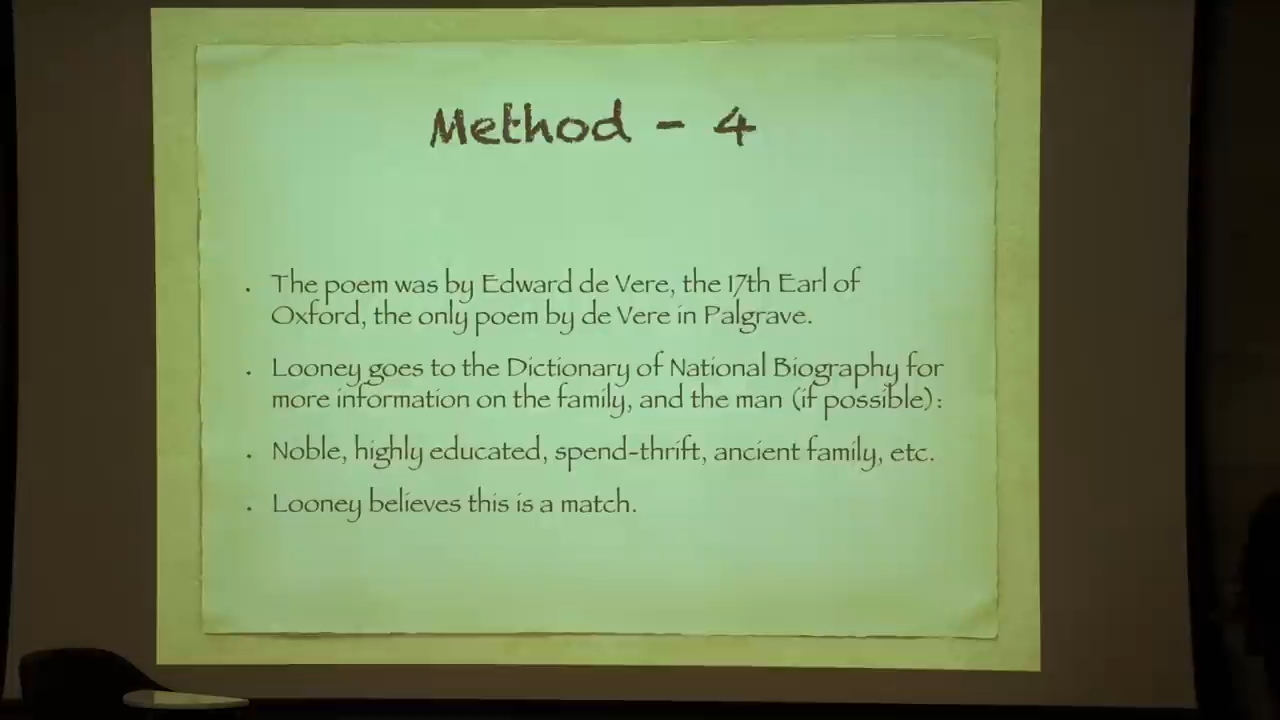 Method - 4
. The poem was by Edward de Vere, the 17th Earl of
Oxford, the only poem by de Vere in Palgrave.
. Looney goes to the Dictionary of National Biography for
more information on the family, and the man (if possible):
. Noble, highly educated, spend-thrift, ancient family, etc.
. Looney believes this is a match.